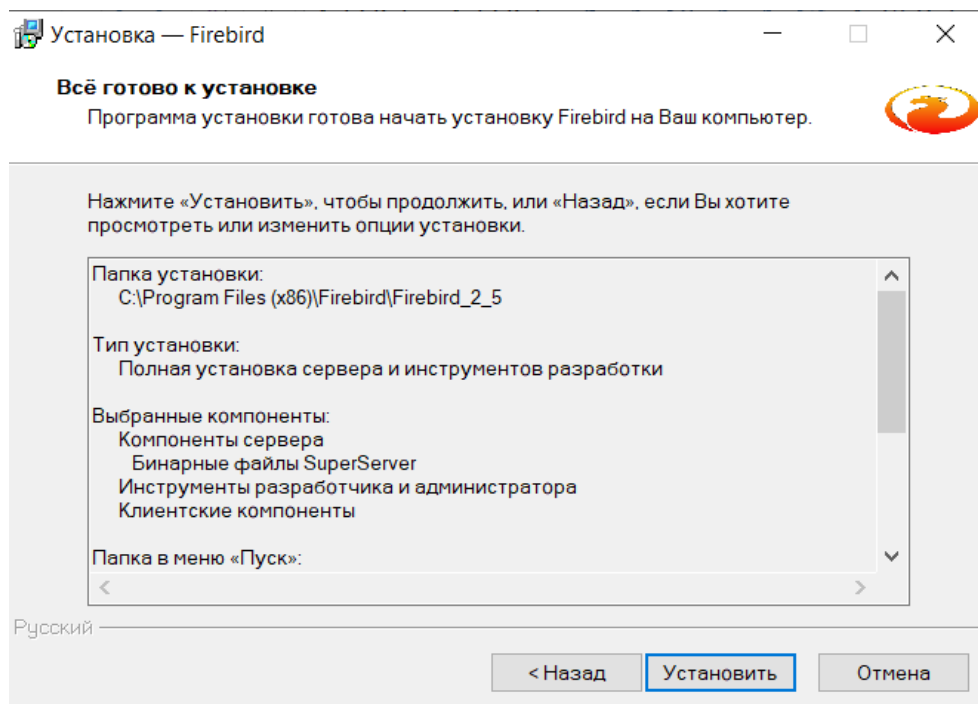 Установка — Firebird
Всё готово к установке
Программа установки готова начать установку Firebird на Ваш компьютер.
Нажмите «Установить», чтобы продолжить, или «Назад», если Вы хотите
просмотреть или изменить опции установки.
Папка установки:
C:\Program Files (x86)\Firebird\Firebird_2_5
Тип установки:
Полная установка сервера и инструментов разработки
Выбранные компоненты:
Компоненты сервера
Бинарные файлы SuperServer
Инструменты разработчика и администратора
Клиентские компоненты
Папка в меню «Пуск»:
Русский
< Назад
Установить
Отмена